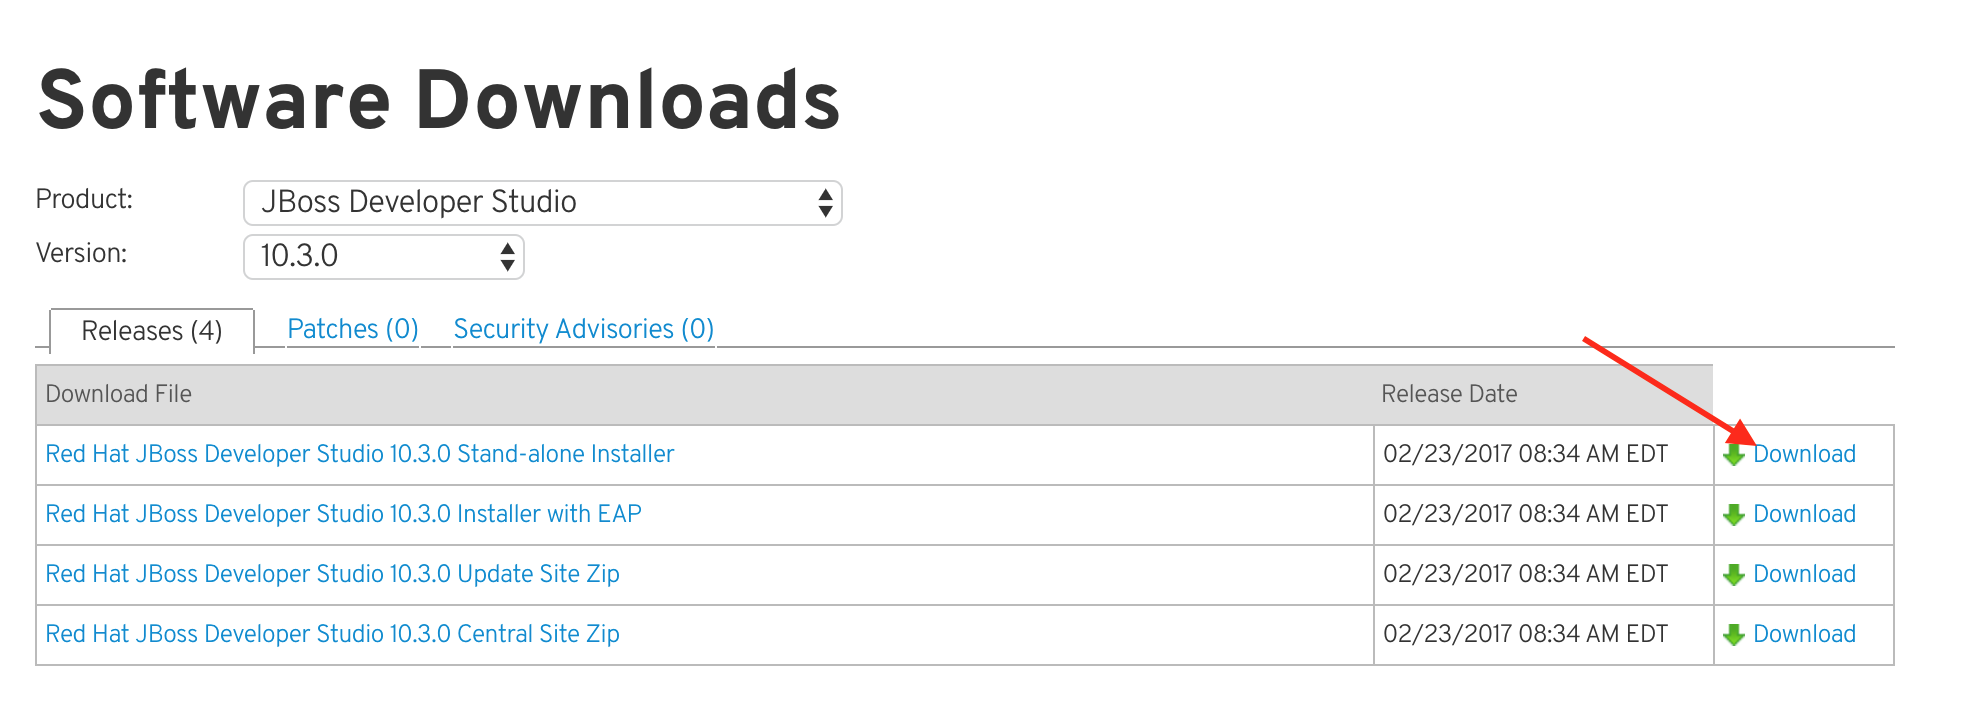 Software Downloads
Product: JBoss Developer Studio
Version: 10.3.0
Releases (4) Patches (0) Security Advisories (0)
Download File Release Date
Red Hat JBoss Developer Studio 10.3.0 Stand-alone Installer 02/23/2017 08:34 AM EDT Download
Red Hat JBoss Developer Studio 10.3.0 Installer with EAP 02/23/2017 08:34 AM EDT Download
Red Hat JBoss Developer Studio 10.3.0 Update Site Zip 02/23/2017 08:34 AM EDT Download
Red Hat JBoss Developer Studio 10.3.0 Central Site Zip 02/23/2017 08:34 AM EDT Download